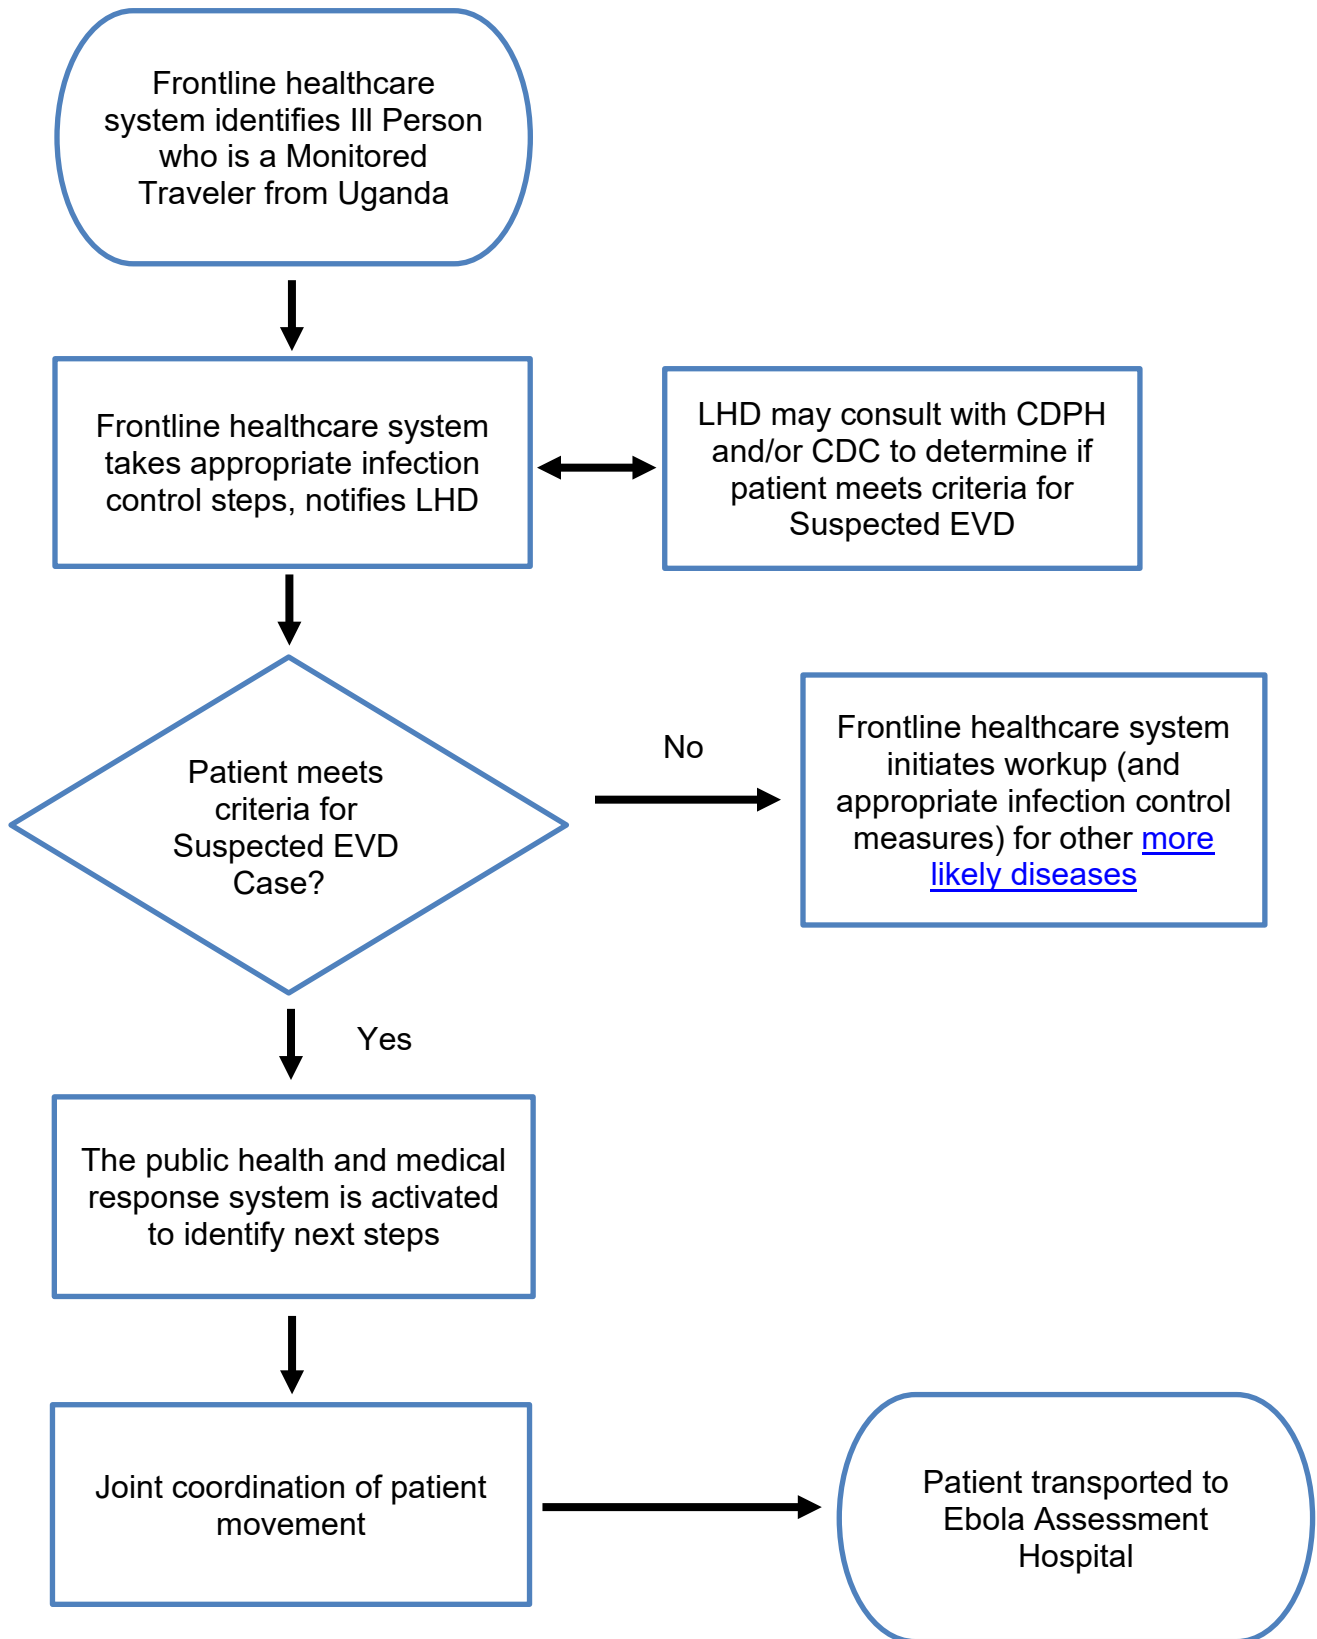 Frontline healthcare
system identifies Ill Person
who is a Monitored
Traveler from Uganda
Frontline healthcare system
takes appropriate infection
control steps, notifies LHD
LHD may consult with CDPH
and/or CDC to determine if
patient meets criteria for
Suspected EVD
Patient meets
criteria for
Suspected EVD
Case?
No
Frontline healthcare system
initiates workup (and
appropriate infection control
measures) for other more
likely diseases
Yes
The public health and medical
response system is activated
to identify next steps
Joint coordination of patient
movement
Patient transported to
Ebola Assessment
Hospital